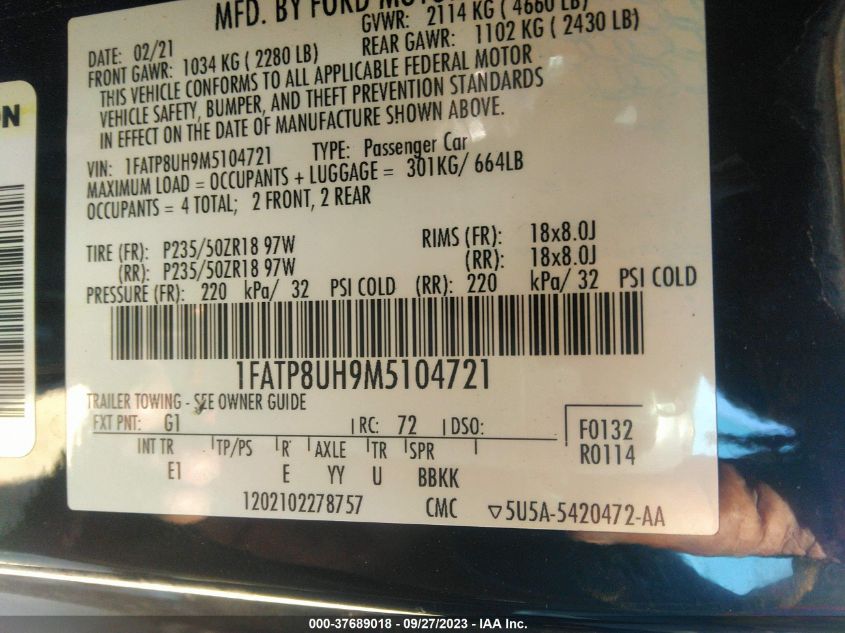 MFD. BY FORD MOTOR
DATE: 02/21 GVWR: 2114 KG ( 4660 LB)
FRONT GAWR: 1034 KG ( 2280 LB) REAR GAWR: 1102 KG ( 2430 LB)
THIS VEHICLE CONFORMS TO ALL APPLICABLE FEDERAL MOTOR
VEHICLE SAFETY, BUMPER, AND THEFT PREVENTION STANDARDS
IN EFFECT ON THE DATE OF MANUFACTURE SHOWN ABOVE.
VIN: 1FATP8UH9M5104721 TYPE: Passenger Car
MAXIMUM LOAD = OCCUPANTS + LUGGAGE = 301KG/ 664LB
OCCUPANTS = 4 TOTAL; 2 FRONT, 2 REAR
TIRE (FR): P235/50ZR18 97W RIMS (FR): 18x8.0J
(RR): P235/50ZR18 97W (RR): 18x8.0J
PRESSURE (FR): 220 kPa/ 32 PSI COLD (RR): 220 kPa/ 32 PSI COLD
1FATP8UH9M5104721
TRAILER TOWING - SEE OWNER GUIDE
EXT PNT: G1 RC: 72 DSO: F0132
INT TR TP/PS R AXLE TR SPR R0114
E1 E YY U BBKK
1202102278757 CMC ▽5U5A-5420472-AA
000-37689018 - 09/27/2023 - IAA Inc.